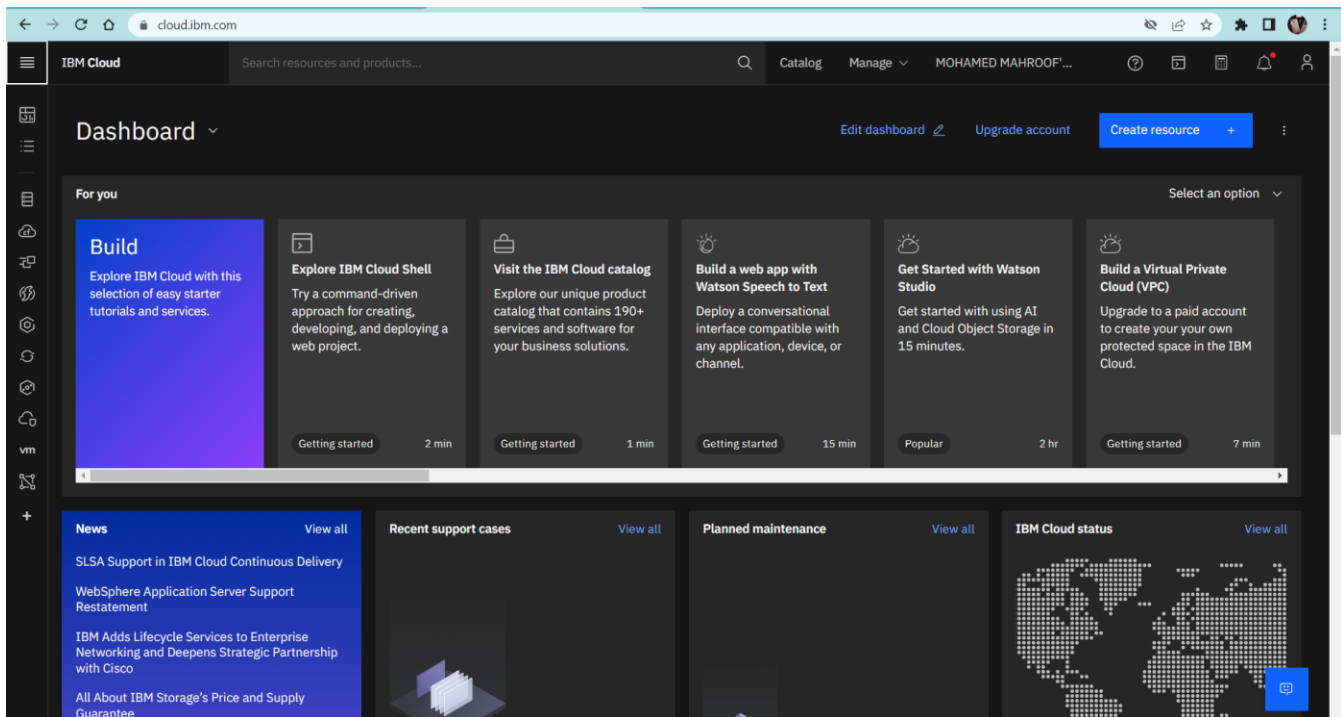 cloud.ibm.com
IBM Cloud
Search resources and products...
Catalog
Manage
MOHAMED MAHROOF'...
Dashboard
Edit dashboard
Upgrade account
Create resource +
For you
Select an option
Build
Explore IBM Cloud with this
selection of easy starter
tutorials and services.
Explore IBM Cloud Shell
Try a command-driven
approach for creating,
developing, and deploying a
web project.
Getting started
2 min
Visit the IBM Cloud catalog
Explore our unique product
catalog that contains 190+
services and software for
your business solutions.
Getting started
1 min
Build a web app with
Watson Speech to Text
Deploy a conversational
interface compatible with
any application, device, or
channel.
Getting started
15 min
Get Started with Watson
Studio
Get started with using AI
and Cloud Object Storage in
15 minutes.
Popular
2 hr
Build a Virtual Private
Cloud (VPC)
Upgrade to a paid account
to create your your own
protected space in the IBM
Cloud.
Getting started
7 min
vm
+
News
View all
SLSA Support in IBM Cloud Continuous Delivery
WebSphere Application Server Support
Restatement
IBM Adds Lifecycle Services to Enterprise
Networking and Deepens Strategic Partnership
with Cisco
All About IBM Storage's Price and Supply
Guarantee
Recent support cases
View all
Planned maintenance
View all
IBM Cloud status
View all